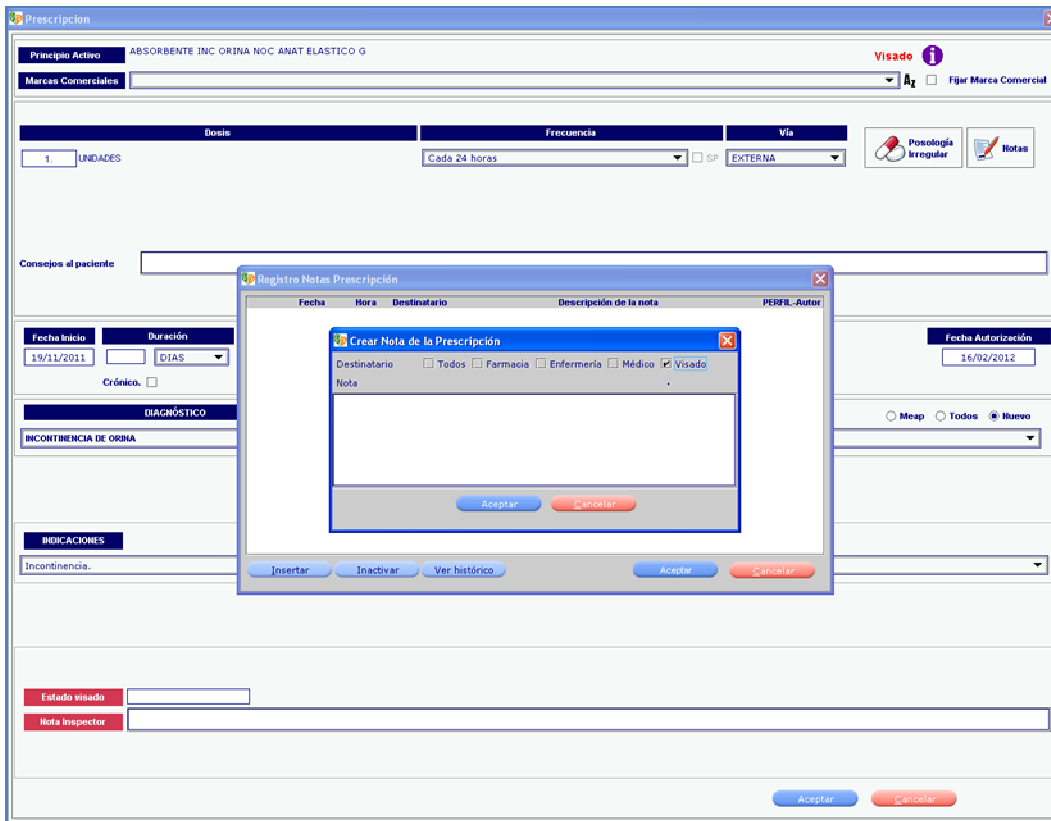 Prescripcion
Principio Activo ABSORBENTE INC ORINA NOC ANAT ELASTICO G
Visado i
Marcas Comerciales AZ Fijar Marca Comercial
Dosis Frecuencia Vía
1. UNIDADES Cada 24 horas SP EXTERNA
Posología Irregular
Notas
Consejos al paciente
Registro Notas Prescripción
Fecha Hora Destinatario Descripción de la nota PERFIL-Autor
Crear Nota de la Prescripción
Destinatario Todos Farmacia Enfermería Médico Visado
Nota
Aceptar Cancelar
Insertar Inactivar Ver histórico Aceptar Cancelar
Fecha Inicio Duración Fecha Autorización
19/11/2011 DIAS 16/02/2012
Crónico.
DIAGNÓSTICO Meap Todos Nuevo
INCONTINENCIA DE ORINA
INDICACIONES
Incontinencia.
Estado visado
Nota Inspector
Aceptar Cancelar